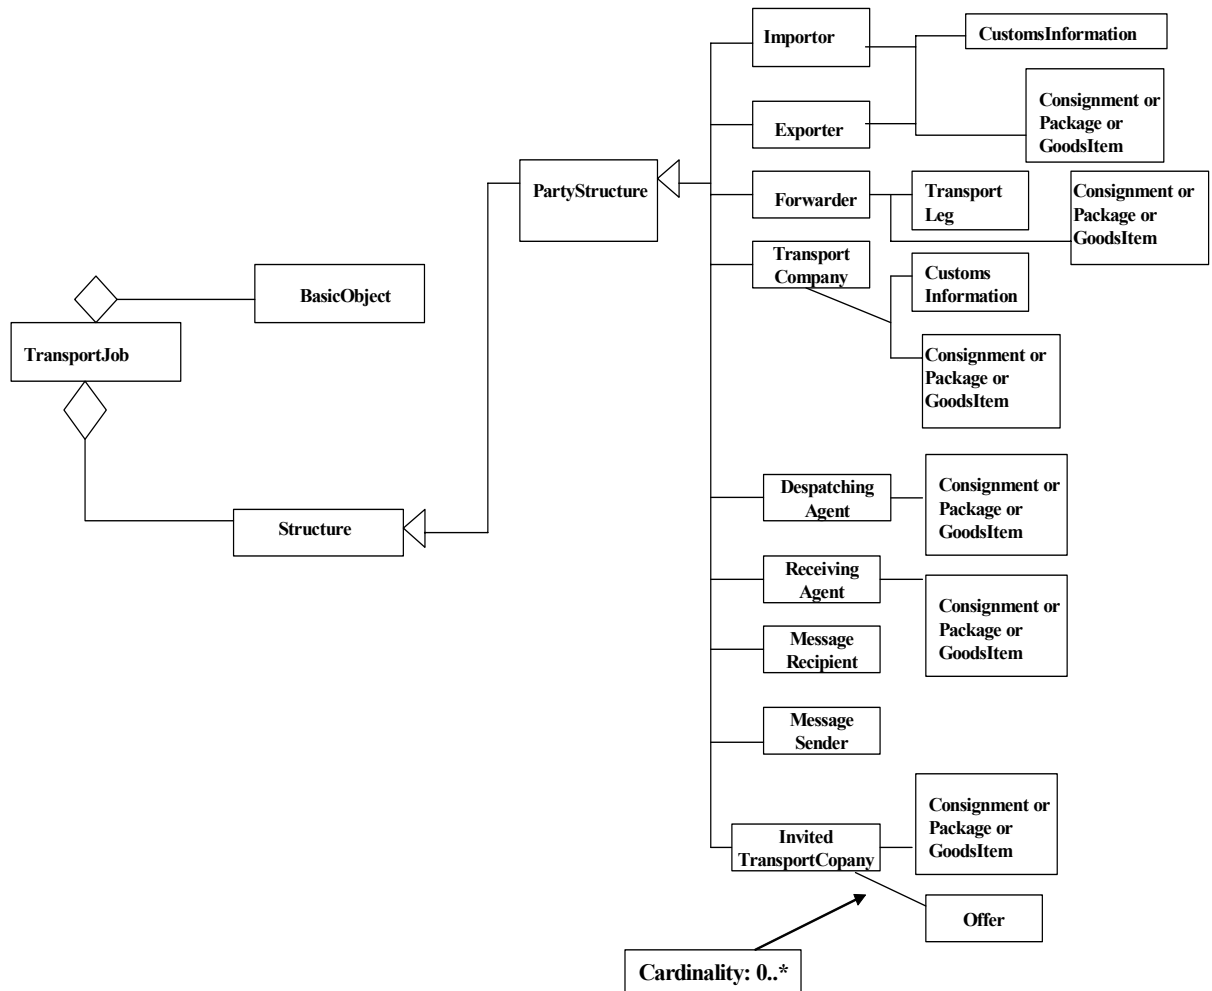 Importor
CustomsInformation
Consignment or
Package or
GoodsItem
Exporter
PartyStructure
Forwarder
Transport
Leg
Consignment or
Package or
GoodsItem
Transport
Company
Customs
Information
BasicObject
TransportJob
Consignment or
Package or
GoodsItem
Despatching
Agent
Consignment or
Package or
GoodsItem
Structure
Receiving
Agent
Consignment or
Package or
GoodsItem
Message
Recipient
Message
Sender
Invited
TransportCopany
Consignment or
Package or
GoodsItem
Offer
Cardinality: 0..*